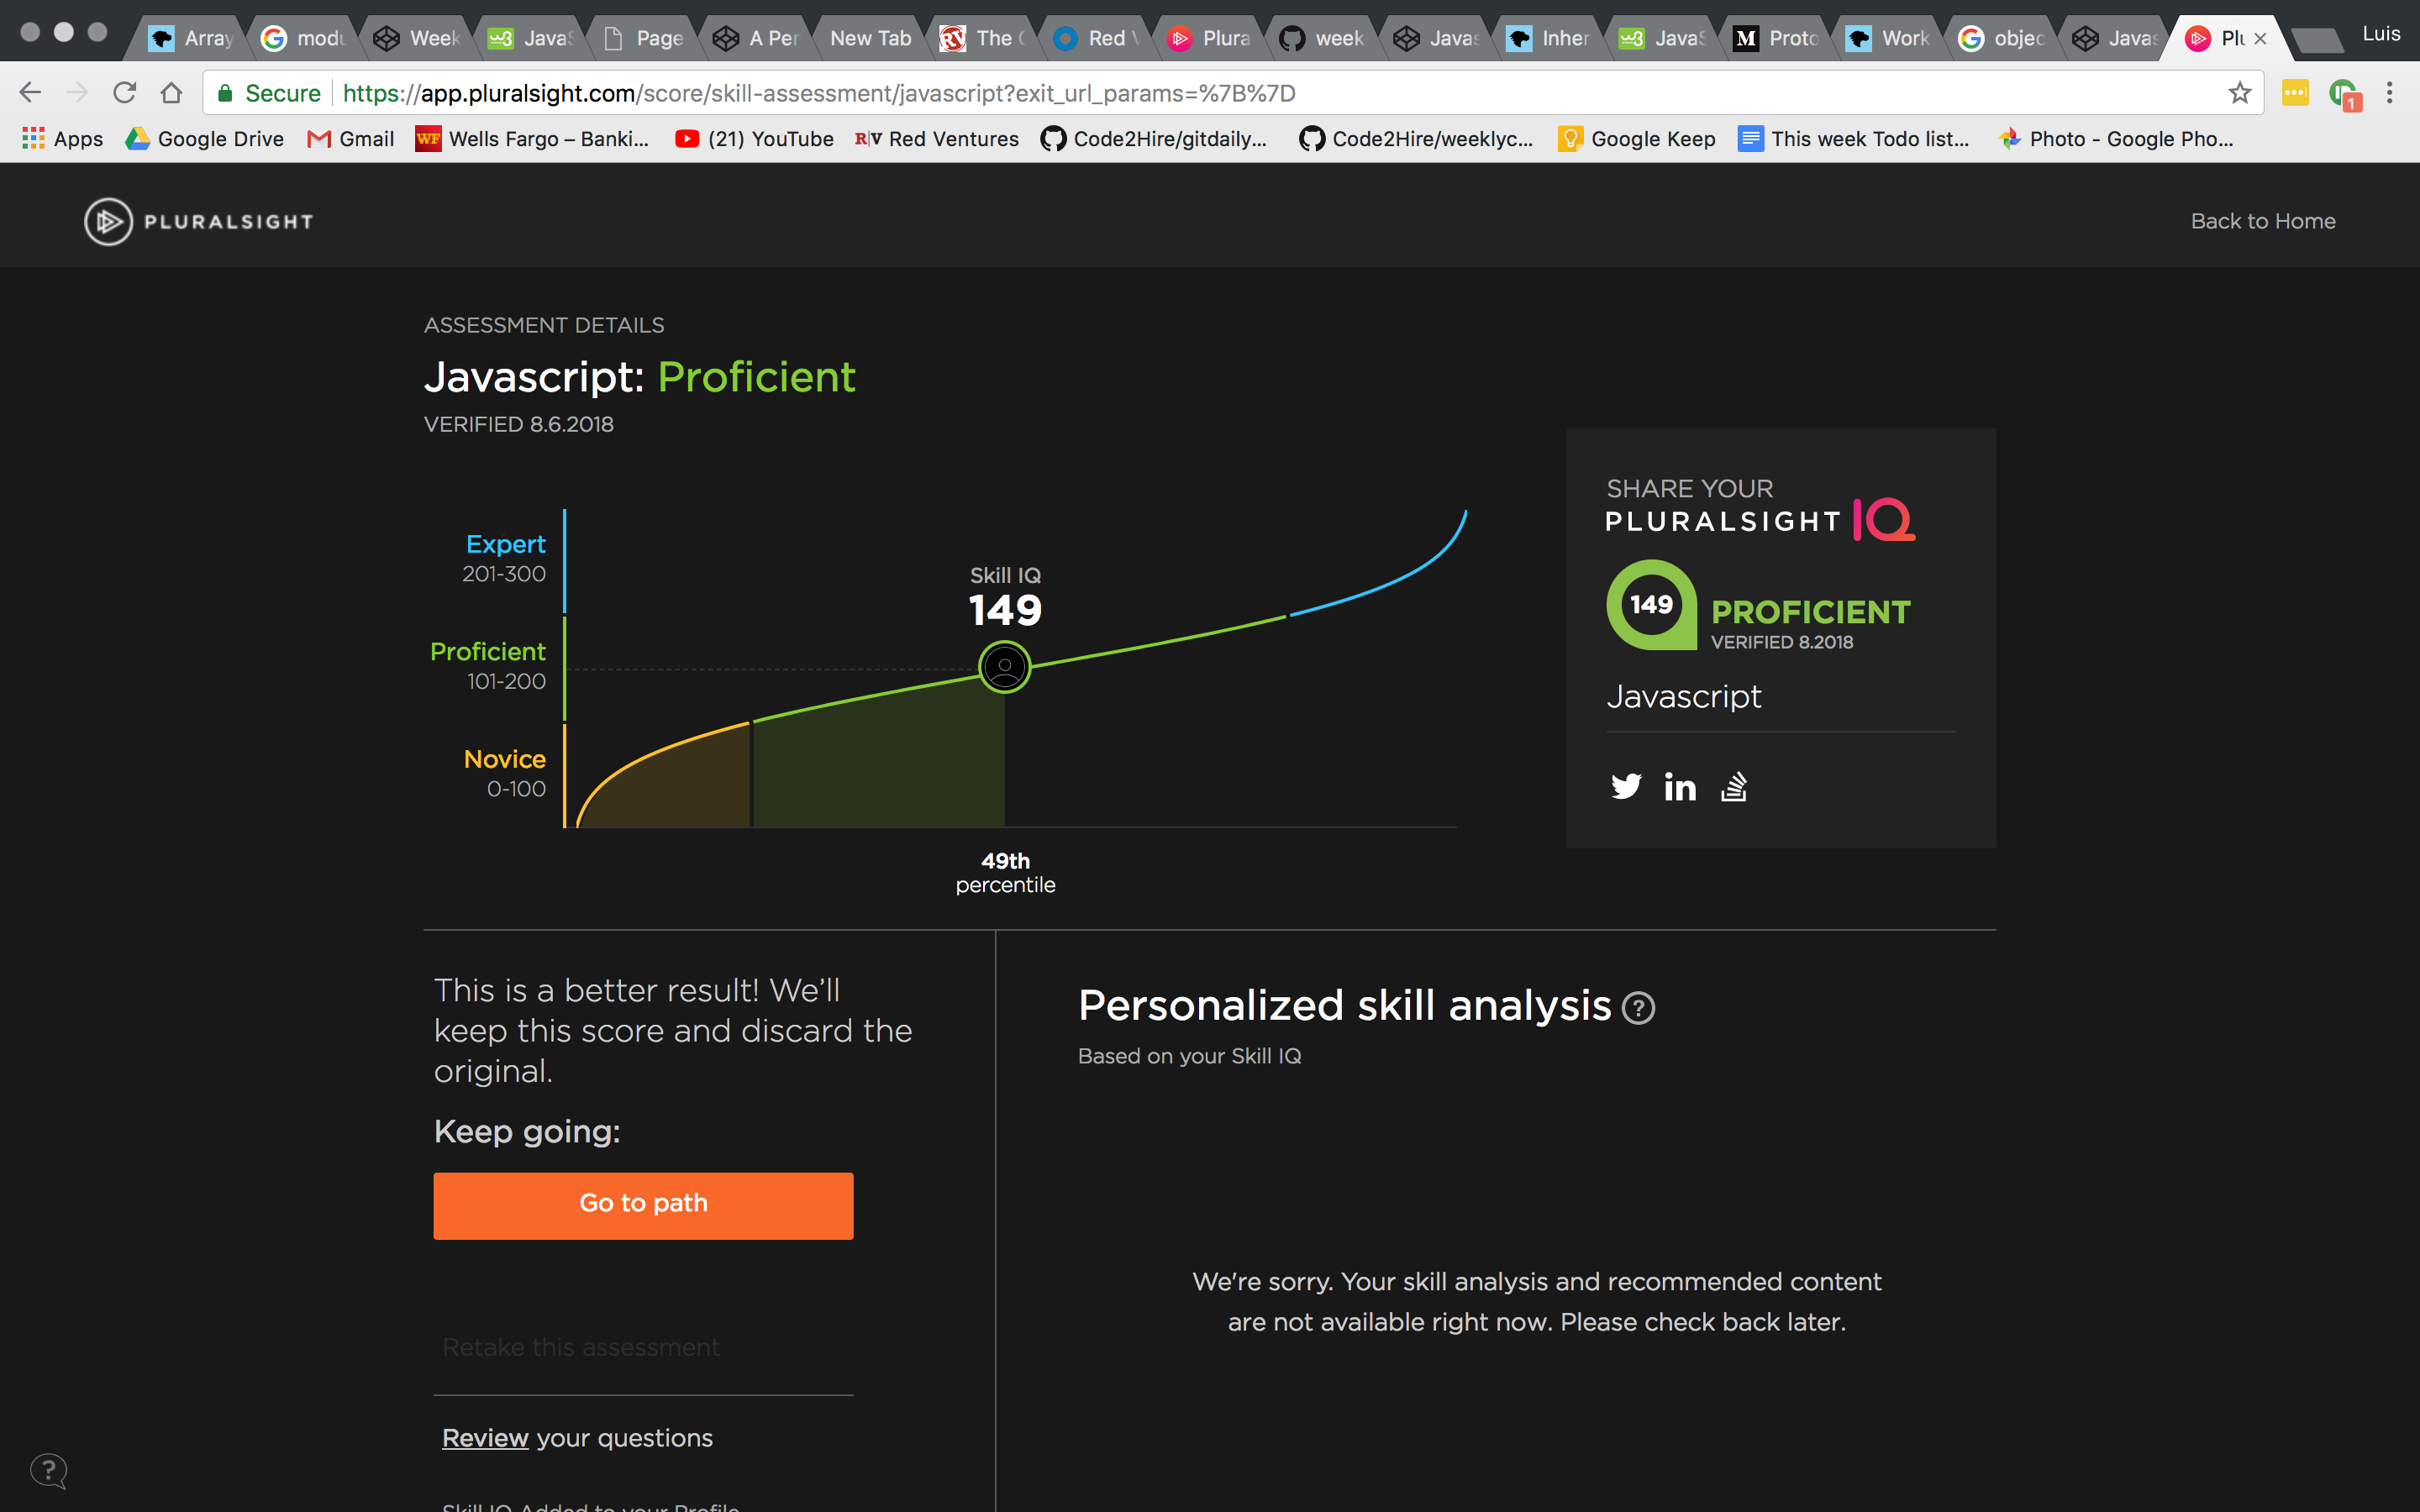 Array
modu
Week
JavaS
Page
A Per
New Tab
The C
Red V
Plura
week
Javas
Inher
JavaS
Proto
Work
objec
Javas
Plu
Luis
Secure https://app.pluralsight.com/score/skill-assessment/javascript?exit_url_params=%7B%7D
1
Apps
Google Drive
Gmail
WF Wells Fargo – Banki...
(21) YouTube
R|V Red Ventures
Code2Hire/gitdaily...
Code2Hire/weeklyc...
Google Keep
This week Todo list...
Photo - Google Pho...
PLURALSIGHT
Back to Home
ASSESSMENT DETAILS
Javascript: Proficient
VERIFIED 8.6.2018
Expert
201-300
Proficient
101-200
Novice
0-100
Skill IQ
149
49th
percentile
SHARE YOUR
PLURALSIGHT IQ
149 PROFICIENT
VERIFIED 8.2018
Javascript
This is a better result! We’ll
keep this score and discard the
original.
Keep going:
Go to path
Retake this assessment
Review your questions
Skill IQ Added to your Profile
Personalized skill analysis ?
Based on your Skill IQ
We're sorry. Your skill analysis and recommended content
are not available right now. Please check back later.
?